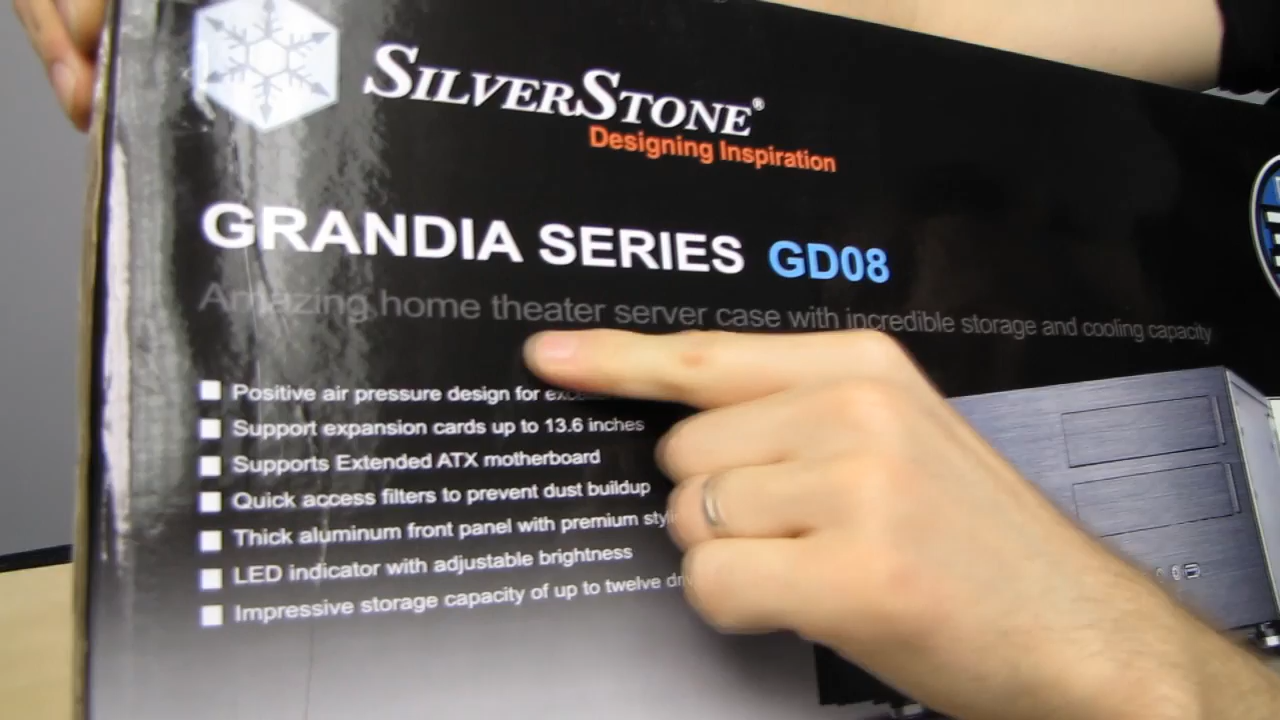 SILVERSTONE®
Designing Inspiration
GRANDIA SERIES GD08
Amazing home theater server case with incredible storage and cooling capacity
Positive air pressure design for
Support expansion cards up to 13.6 inches
Supports Extended ATX motherboard
Quick access filters to prevent dust buildup
Thick aluminum front panel with premium
LED indicator with adjustable brightness
Impressive storage capacity of up to twelve